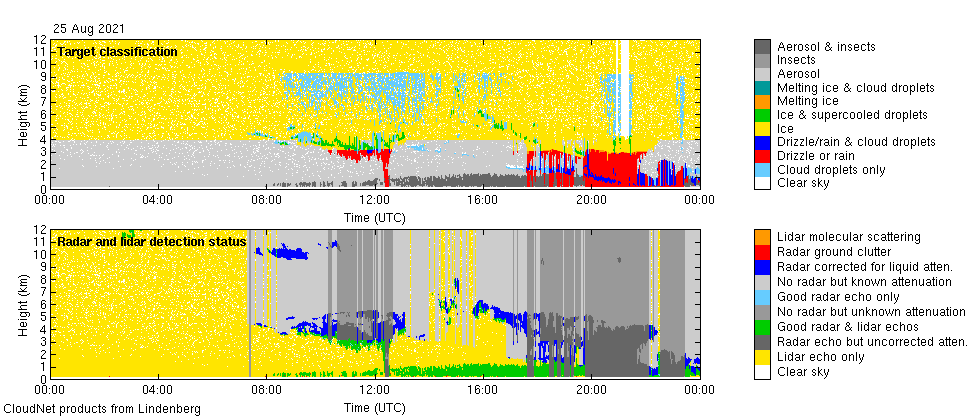 25 Aug 2021
Target classification
12
11
10
9
8
7
6
5
4
3
2
1
0
Height (km)
00:00 04:00 08:00 12:00 16:00 20:00 00:00
Time (UTC)
Aerosol & insects
Insects
Aerosol
Melting ice & cloud droplets
Melting ice
Ice & supercooled droplets
Ice
Drizzle/rain & cloud droplets
Drizzle or rain
Cloud droplets only
Clear sky
Radar and lidar detection status
12
11
10
9
8
7
6
5
4
3
2
1
0
Height (km)
00:00 04:00 08:00 12:00 16:00 20:00 00:00
Time (UTC)
Lidar molecular scattering
Radar ground clutter
Radar corrected for liquid atten.
No radar but known attenuation
Good radar echo only
No radar but unknown attenuation
Good radar & lidar echos
Radar echo but uncorrected atten.
Lidar echo only
Clear sky
CloudNet products from Lindenberg